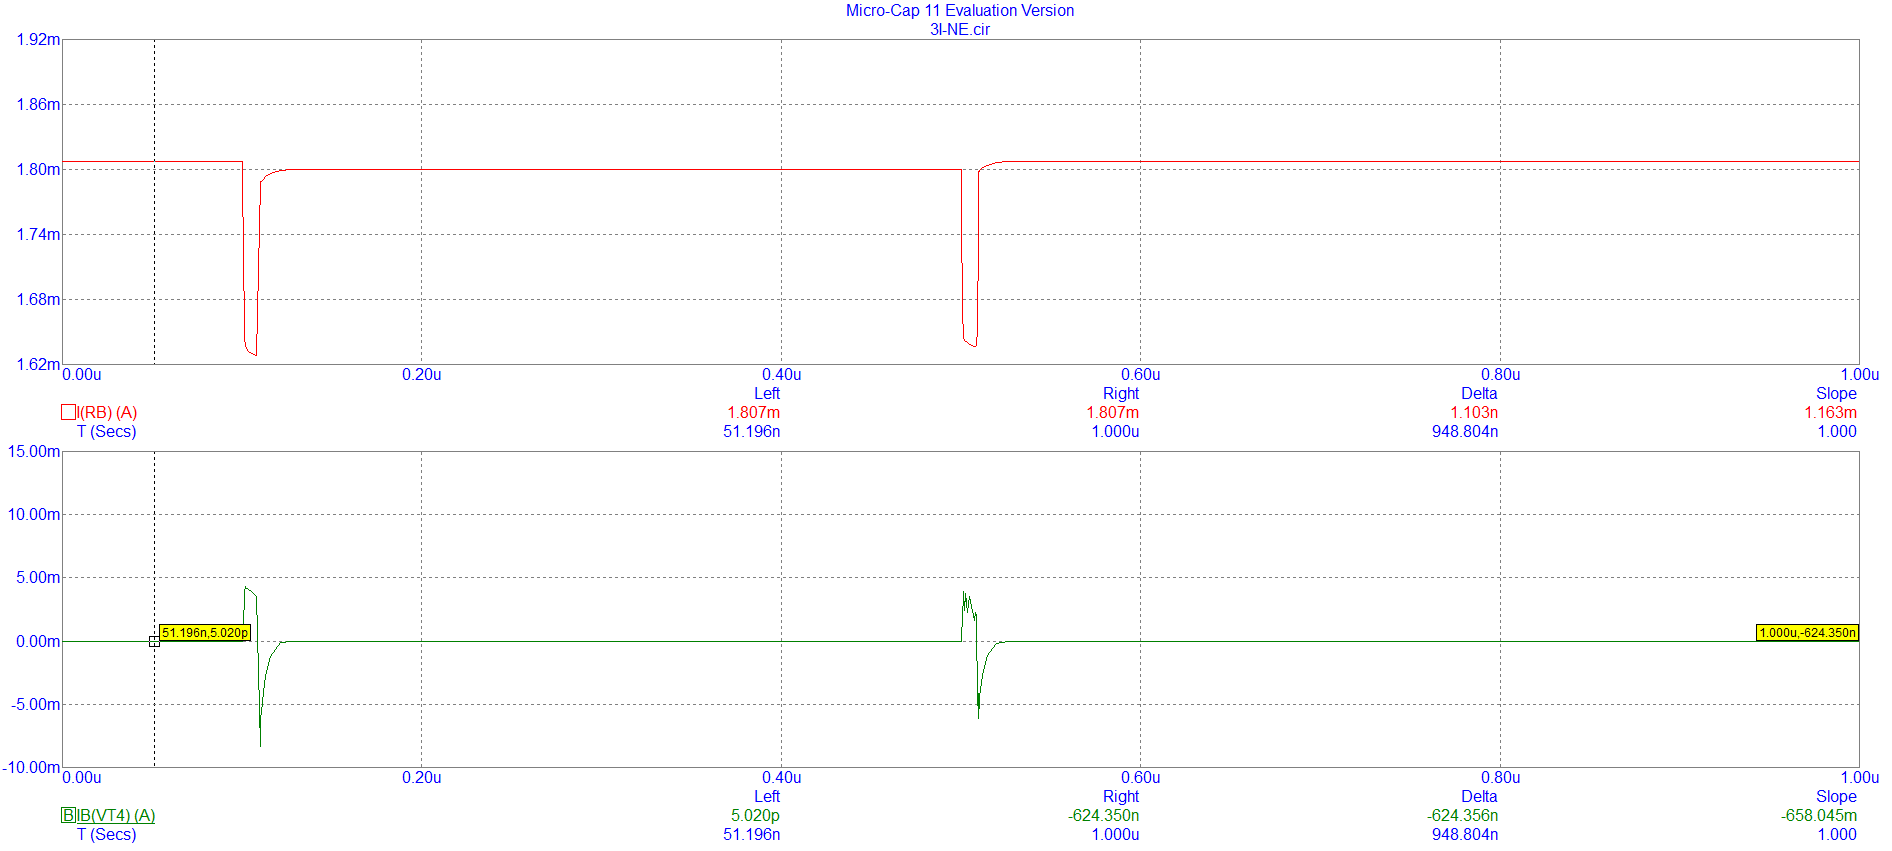 Micro-Cap 11 Evaluation Version
3I-NE.cir
1.92m
1.86m
1.80m
1.74m
1.68m
1.62m
0.00u 0.20u 0.40u 0.60u 0.80u 1.00u
Left Right Delta Slope
I(RB) (A) 1.807m 1.807m 1.103n 1.163m
T (Secs) 51.196n 1.000u 948.804n 1.000
15.00m
10.00m
5.00m
51.196n,5.020p 1.000u,-624.350n
0.00m
-5.00m
-10.00m
0.00u 0.20u 0.40u 0.60u 0.80u 1.00u
Left Right Delta Slope
B IB(VT4) (A) 5.020p -624.350n -624.356n -658.045m
T (Secs) 51.196n 1.000u 948.804n 1.000